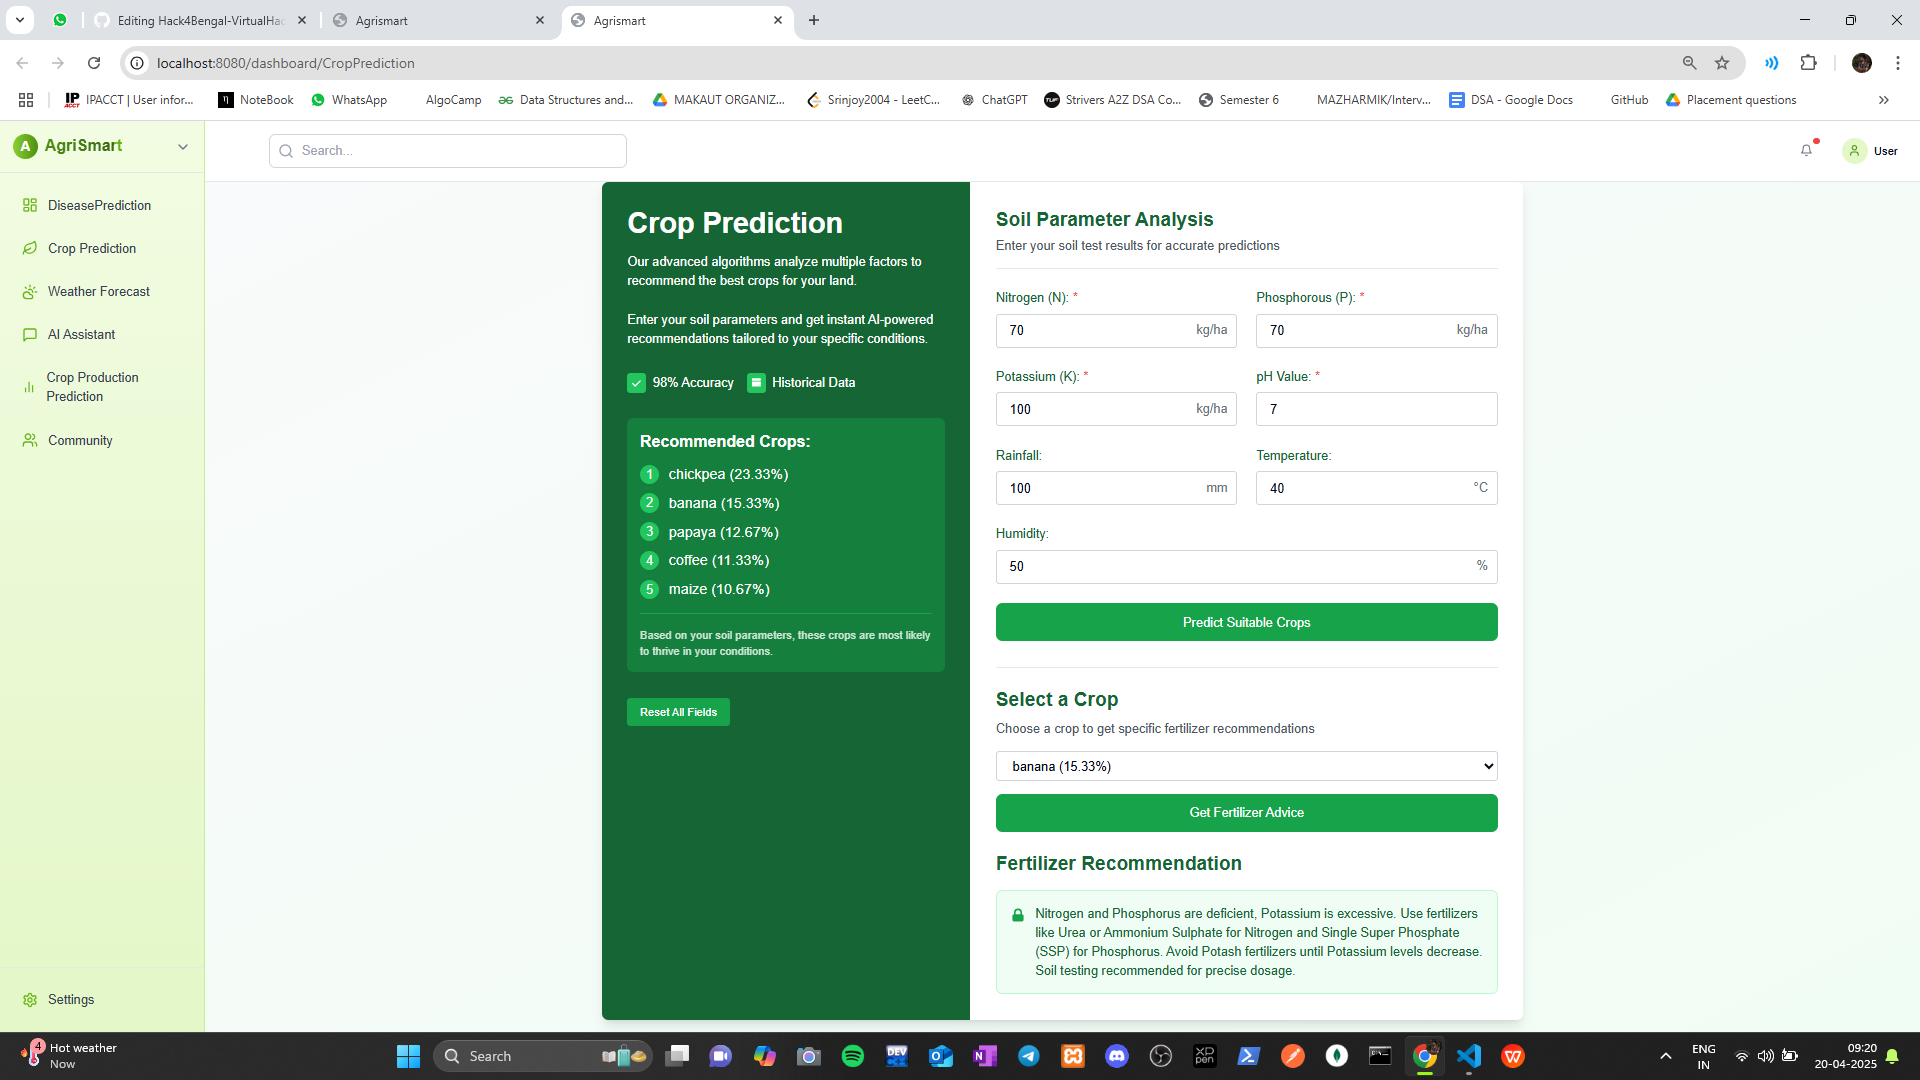 Editing Hack4Bengal-VirtualHac
Agrismart
Agrismart
localhost:8080/dashboard/CropPrediction
IP
ACCT
IPACCT | User infor...
NoteBook
WhatsApp
AlgoCamp
Data Structures and...
MAKAUT ORGANIZ...
Srinjoy2004 - LeetC...
ChatGPT
TUF
Strivers A2Z DSA Co...
Semester 6
MAZHARMIK/Interv...
DSA - Google Docs
GitHub
Placement questions
A AgriSmart
Search...
User
DiseasePrediction
Crop Prediction
Weather Forecast
AI Assistant
Crop Production
Prediction
Community
Settings
Crop Prediction
Our advanced algorithms analyze multiple factors to
recommend the best crops for your land.
Enter your soil parameters and get instant AI-powered
recommendations tailored to your specific conditions.
98% Accuracy Historical Data
Recommended Crops:
1 chickpea (23.33%)
2 banana (15.33%)
3 papaya (12.67%)
4 coffee (11.33%)
5 maize (10.67%)
Based on your soil parameters, these crops are most likely
to thrive in your conditions.
Reset All Fields
Soil Parameter Analysis
Enter your soil test results for accurate predictions
Nitrogen (N): * Phosphorous (P): *
70 kg/ha 70 kg/ha
Potassium (K): * pH Value: *
100 kg/ha 7
Rainfall: Temperature:
100 mm 40 °C
Humidity:
50 %
Predict Suitable Crops
Select a Crop
Choose a crop to get specific fertilizer recommendations
banana (15.33%)
Get Fertilizer Advice
Fertilizer Recommendation
Nitrogen and Phosphorus are deficient, Potassium is excessive. Use fertilizers
like Urea or Ammonium Sulphate for Nitrogen and Single Super Phosphate
(SSP) for Phosphorus. Avoid Potash fertilizers until Potassium levels decrease.
Soil testing recommended for precise dosage.
4
Hot weather
Now
Search
DEV
XP
pen
ENG
IN
09:20
20-04-2025